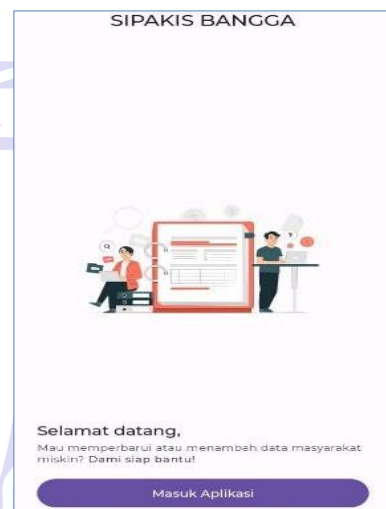 SIPAKIS BANGGA
Selamat datang,
Mau memperbarui atau menambah data masyarakat
miskin? Dami siap bantu!
Masuk Aplikasi